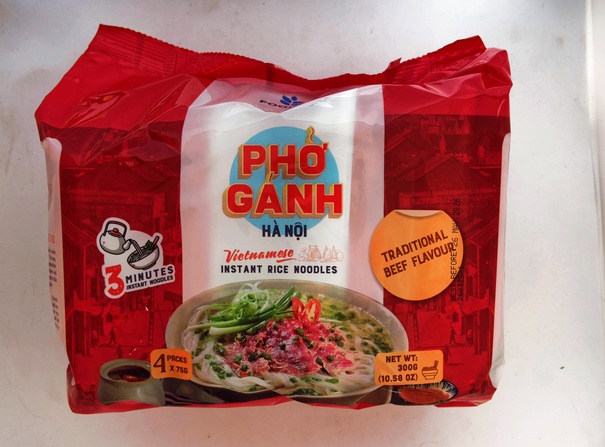 PHỞ
GÁNH
HÀ NỘI
Vietnamese
INSTANT RICE NOODLES
TRADITIONAL
BEEF FLAVOUR
3 MINUTES
INSTANT NOODLES
4 PACKS
X 75G
NET WT:
300G
(10.58 OZ)